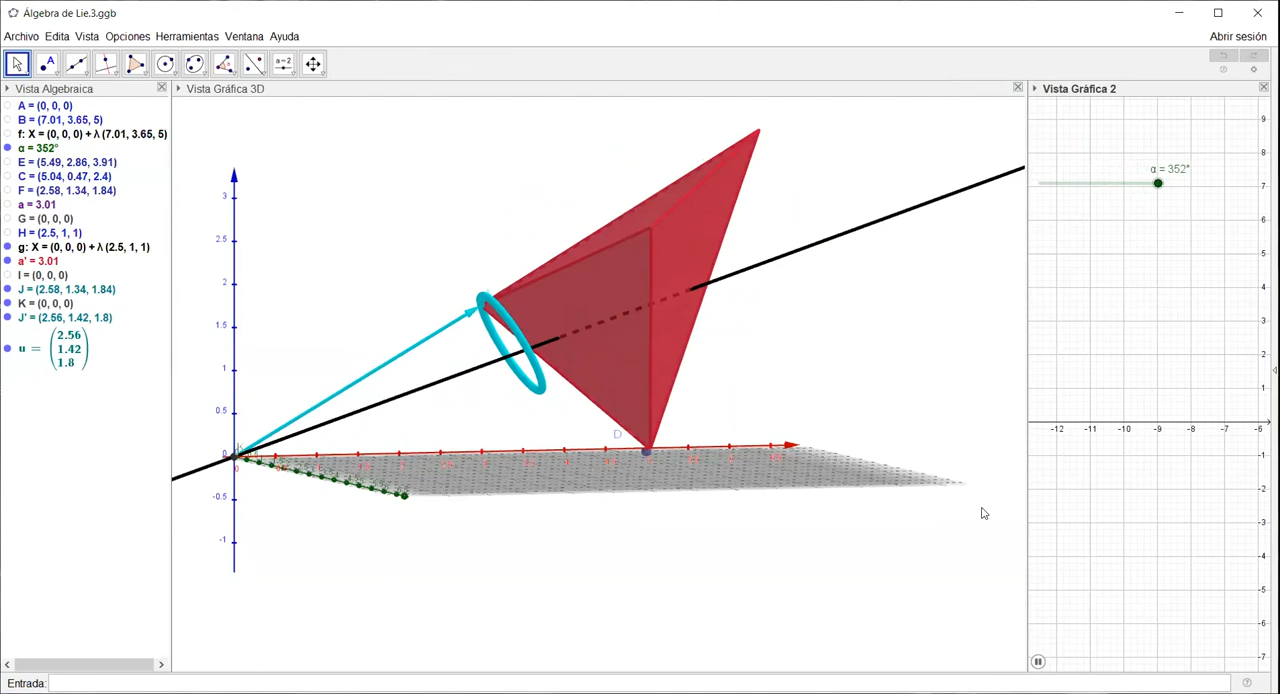 Álgebra de Lie.3.ggb
Archivo Edita Vista Opciones Herramientas Ventana Ayuda
Abrir sesión
A
a=2
Vista Algebraica
Vista Gráfica 3D
Vista Gráfica 2
A = (0, 0, 0)
B = (7.01, 3.65, 5)
f: X = (0, 0, 0) + λ (7.01, 3.65, 5)
α = 352°
E = (5.49, 2.86, 3.91)
C = (5.04, 0.47, 2.4)
F = (2.58, 1.34, 1.84)
a = 3.01
G = (0, 0, 0)
H = (2.5, 1, 1)
g: X = (0, 0, 0) + λ (2.5, 1, 1)
a' = 3.01
I = (0, 0, 0)
J = (2.58, 1.34, 1.84)
K = (0, 0, 0)
J' = (2.56, 1.42, 1.8)
u = (2.56
1.42
1.8)
3
2.5
2
1.5
1
0.5
0
-0.5
-1
D
α = 352°
9
8
7
6
5
4
3
2
1
-12 -11 -10 -9 -8 -7 -6
-1
-2
-3
-4
-5
-6
-7
Entrada: